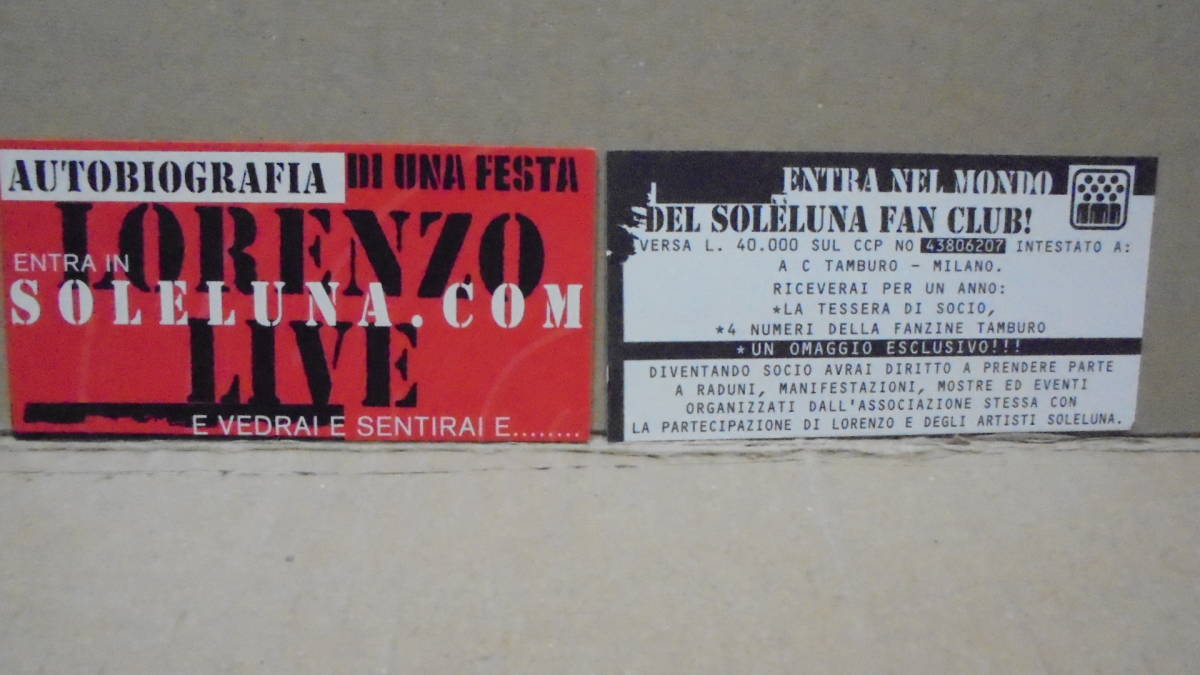 AUTOBIOGRAFIA DI UNA FESTA
LORENZO
ENTRA IN
SOLELUNA.COM
LIVE
E VEDRAI E SENTIRAI E........
ENTRA NEL MONDO
DEL SOLÈLUNA FAN CLUB!
VERSA L. 40.000 SUL CCP NO 43806207 INTESTATO A:
A C TAMBURO - MILANO.
RICEVERAI PER UN ANNO:
*LA TESSERA DI SOCIO,
*4 NUMERI DELLA FANZINE TAMBURO
*UN OMAGGIO ESCLUSIVO!!!
DIVENTANDO SOCIO AVRAI DIRITTO A PRENDERE PARTE
A RADUNI, MANIFESTAZIONI, MOSTRE ED EVENTI
ORGANIZZATI DALL'ASSOCIAZIONE STESSA CON
LA PARTECIPAZIONE DI LORENZO E DEGLI ARTISTI SOLELUNA.